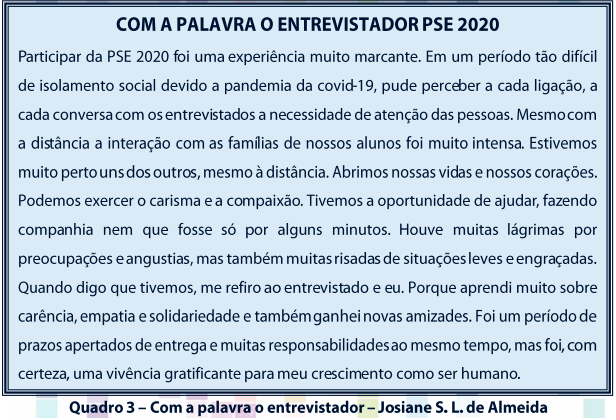 COM A PALAVRA O ENTREVISTADOR PSE 2020
Participar da PSE 2020 foi uma experiência muito marcante. Em um período tão difícil
de isolamento social devido a pandemia da covid-19, pude perceber a cada ligação, a
cada conversa com os entrevistados a necessidade de atenção das pessoas. Mesmo com
a distância a interação com as famílias de nossos alunos foi muito intensa. Estivemos
muito perto uns dos outros, mesmo à distância. Abrimos nossas vidas e nossos corações.
Podemos exercer o carisma e a compaixão. Tivemos a oportunidade de ajudar, fazendo
companhia nem que fosse só por alguns minutos. Houve muitas lágrimas por
preocupações e angustias, mas também muitas risadas de situações leves e engraçadas.
Quando digo que tivemos, me refiro ao entrevistado e eu. Porque aprendi muito sobre
carência, empatia e solidariedade e também ganhei novas amizades. Foi um período de
prazos apertados de entrega e muitas responsabilidades ao mesmo tempo, mas foi, com
certeza, uma vivência gratificante para meu crescimento como ser humano.
Quadro 3 – Com a palavra o entrevistador – Josiane S. L. de Almeida